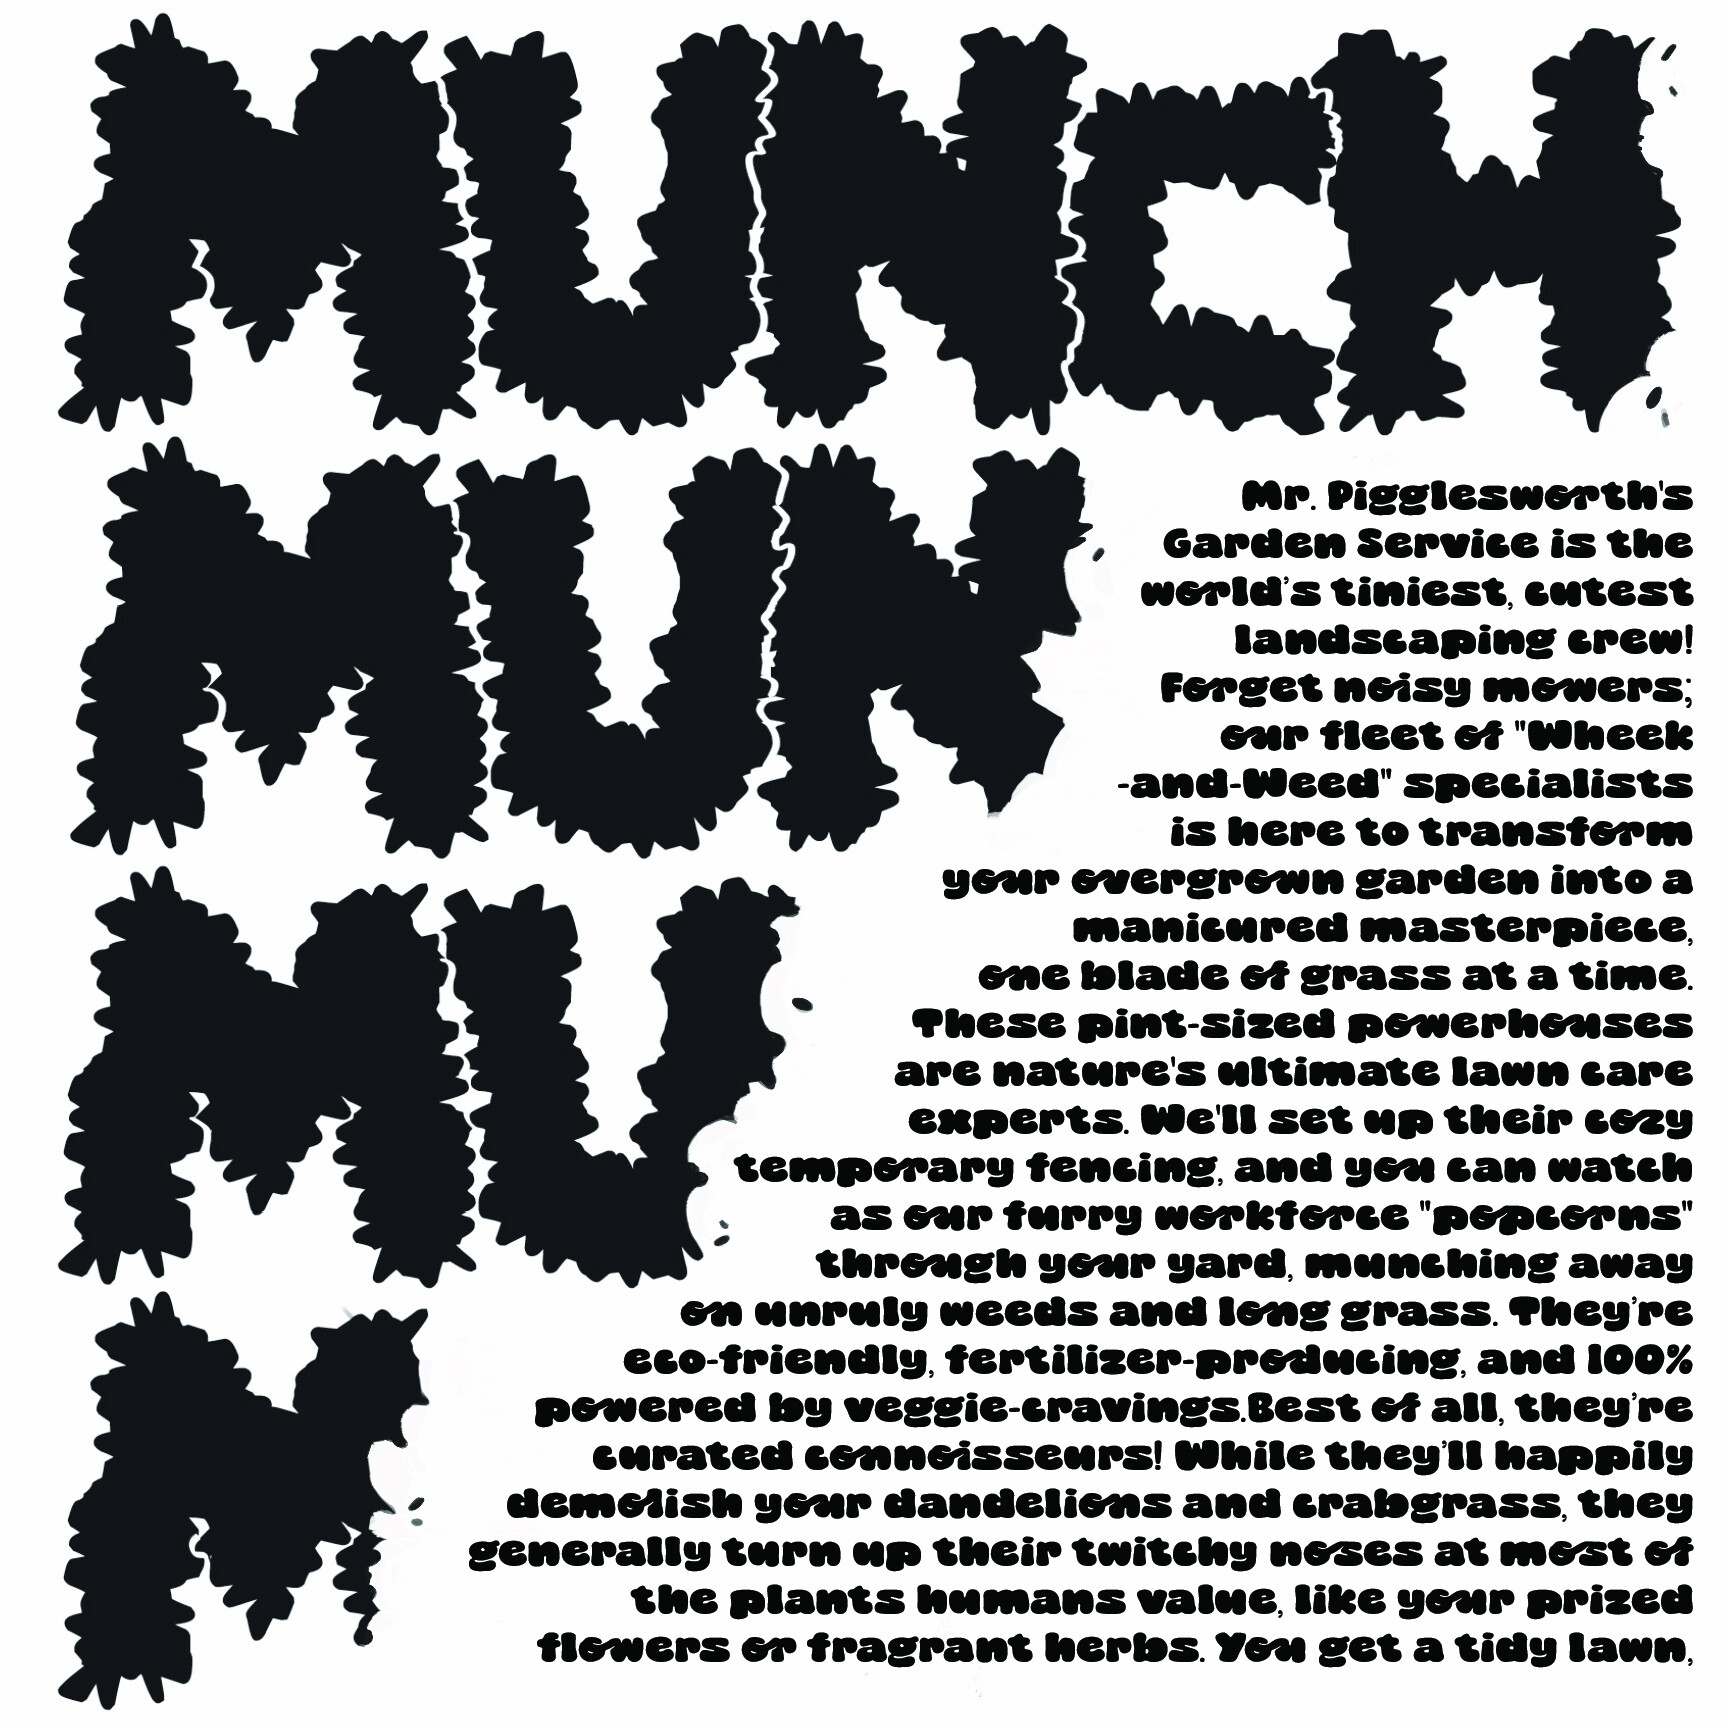 MUNCH
MUN
MU
M
Mr. Pigglesworth's
Garden Service is the
world's tiniest, cutest
landscaping crew!
Forget noisy mowers;
our fleet of "Wheek
-and-Weed" specialists
is here to transform
your overgrown garden into a
manicured masterpiece,
one blade of grass at a time.
These pint-sized powerhouses
are nature's ultimate lawn care
experts. We'll set up their cozy
temporary fencing, and you can watch
as our furry workforce "popcorns"
through your yard, munching away
on unruly weeds and long grass. They're
eco-friendly, fertilizer-producing, and 100%
powered by veggie-cravings.Best of all, they're
curated connoisseurs! While they'll happily
demolish your dandelions and crabgrass, they
generally turn up their twitchy noses at most of
the plants humans value, like your prized
flowers or fragrant herbs. You get a tidy lawn,